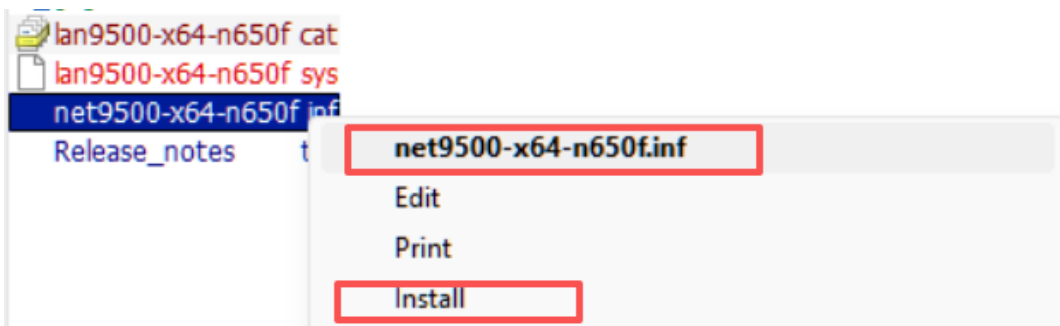 lan9500-x64-n650f cat
lan9500-x64-n650f sys
net9500-x64-n650f inf
Release_notes t
net9500-x64-n650f.inf
Edit
Print
Install